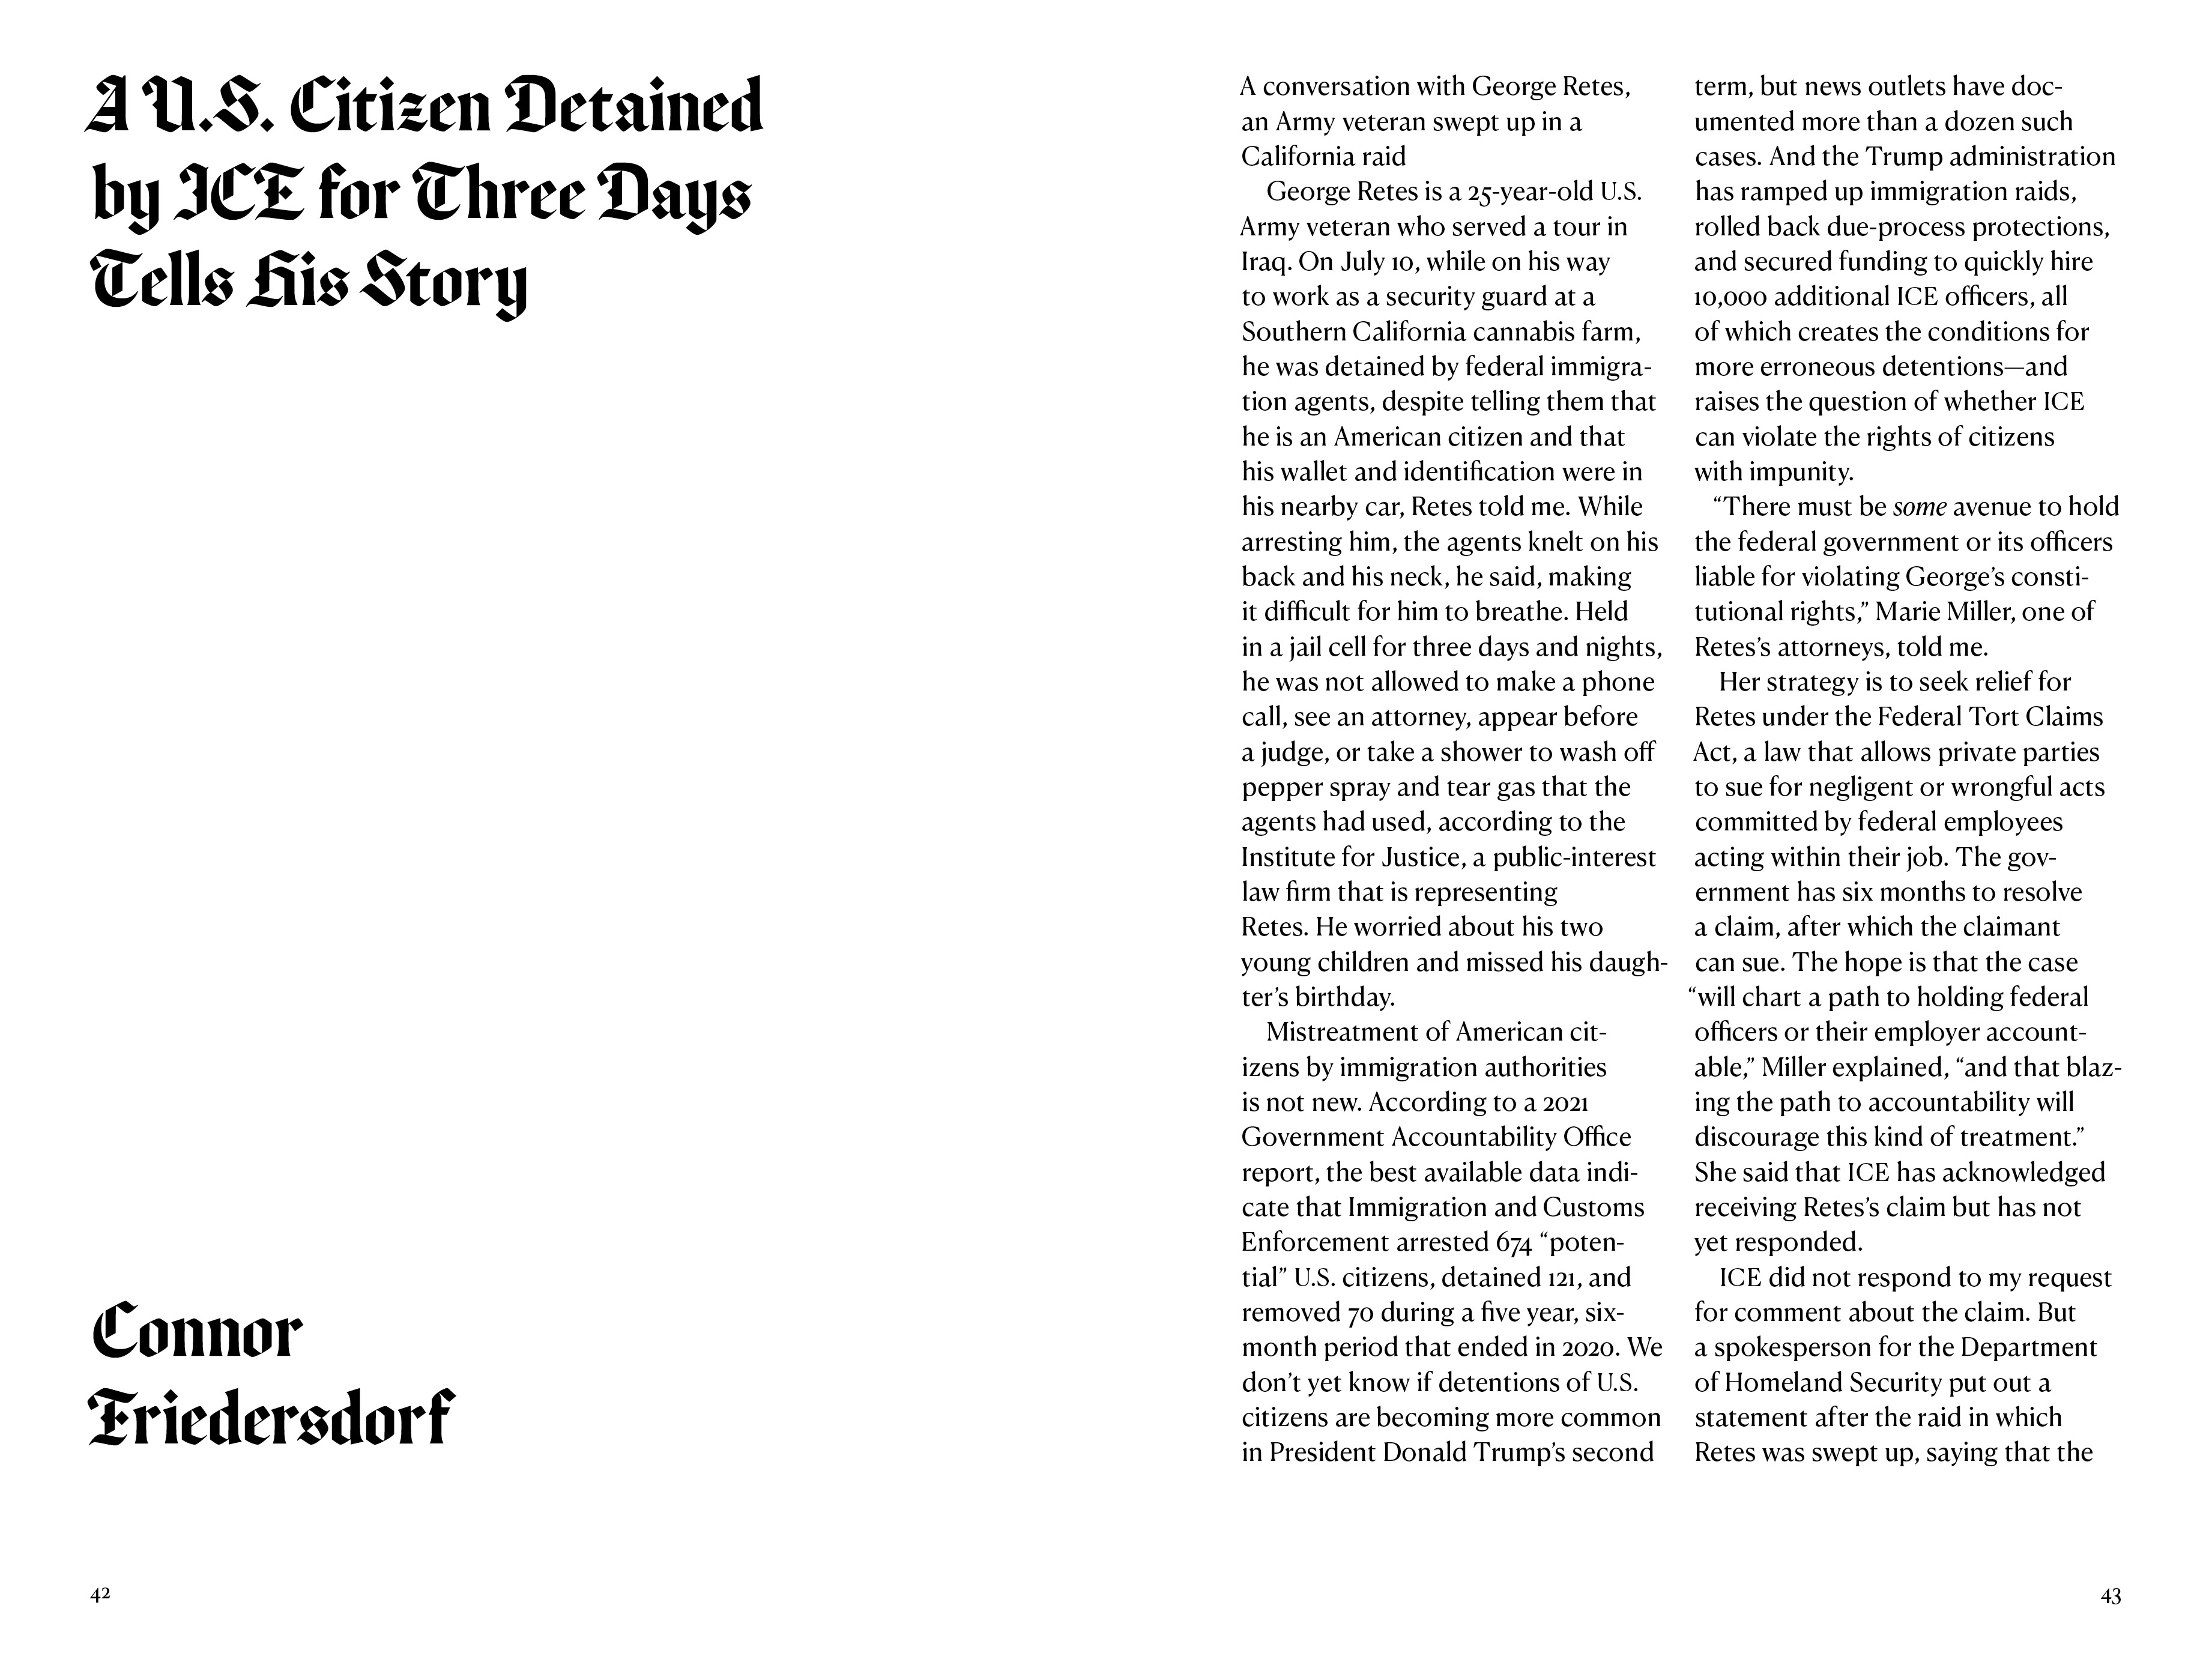 A U.S. Citizen Detained
by ICE for Three Days
Tells His Story
Connor
Friedersdorf
42
A conversation with George Retes,
an Army veteran swept up in a
California raid
George Retes is a 25-year-old U.S.
Army veteran who served a tour in
Iraq. On July 10, while on his way
to work as a security guard at a
Southern California cannabis farm,
he was detained by federal immigra-
tion agents, despite telling them that
he is an American citizen and that
his wallet and identification were in
his nearby car, Retes told me. While
arresting him, the agents knelt on his
back and his neck, he said, making
it difficult for him to breathe. Held
in a jail cell for three days and nights,
he was not allowed to make a phone
call, see an attorney, appear before
a judge, or take a shower to wash off
pepper spray and tear gas that the
agents had used, according to the
Institute for Justice, a public-interest
law firm that is representing
Retes. He worried about his two
young children and missed his daugh-
ter’s birthday.
Mistreatment of American cit-
izens by immigration authorities
is not new. According to a 2021
Government Accountability Office
report, the best available data indi-
cate that Immigration and Customs
Enforcement arrested 674 “poten-
tial” U.S. citizens, detained 121, and
removed 70 during a five year, six-
month period that ended in 2020. We
don’t yet know if detentions of U.S.
citizens are becoming more common
in President Donald Trump’s second
term, but news outlets have doc-
umented more than a dozen such
cases. And the Trump administration
has ramped up immigration raids,
rolled back due-process protections,
and secured funding to quickly hire
10,000 additional ICE officers, all
of which creates the conditions for
more erroneous detentions—and
raises the question of whether ICE
can violate the rights of citizens
with impunity.
“There must be some avenue to hold
the federal government or its officers
liable for violating George’s consti-
tutional rights,” Marie Miller, one of
Retes’s attorneys, told me.
Her strategy is to seek relief for
Retes under the Federal Tort Claims
Act, a law that allows private parties
to sue for negligent or wrongful acts
committed by federal employees
acting within their job. The gov-
ernment has six months to resolve
a claim, after which the claimant
can sue. The hope is that the case
“will chart a path to holding federal
officers or their employer account-
able,” Miller explained, “and that blaz-
ing the path to accountability will
discourage this kind of treatment.”
She said that ICE has acknowledged
receiving Retes’s claim but has not
yet responded.
ICE did not respond to my request
for comment about the claim. But
a spokesperson for the Department
of Homeland Security put out a
statement after the raid in which
Retes was swept up, saying that the
43